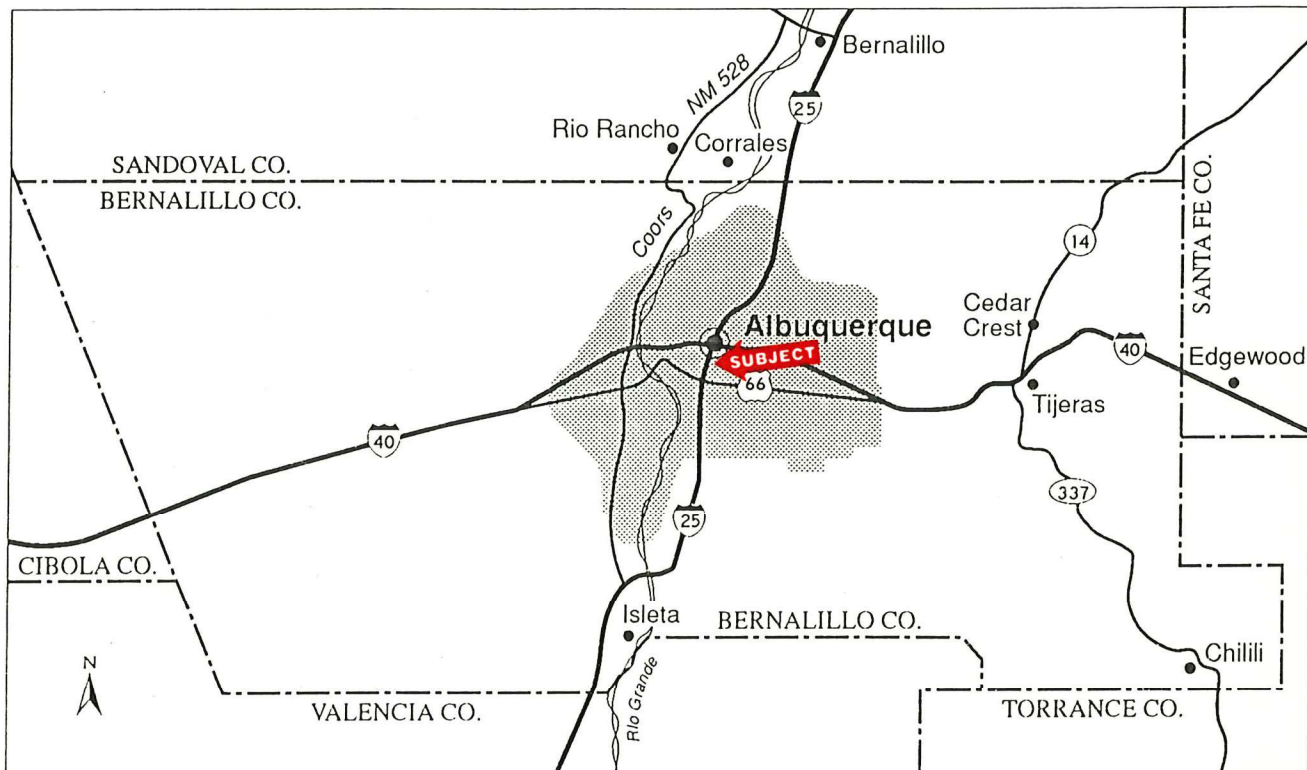 Bernalillo
NM 528
25
Rio Rancho
Corrales
SANDOVAL CO.
BERNALILLO CO.
SANTA FE CO.
Coors
14
Cedar
Crest
Albuquerque
SUBJECT
66
40
Edgewood
Tijeras
40
337
25
CIBOLA CO.
Isleta
BERNALILLO CO.
Chilili
N
Rio Grande
VALENCIA CO.
TORRANCE CO.